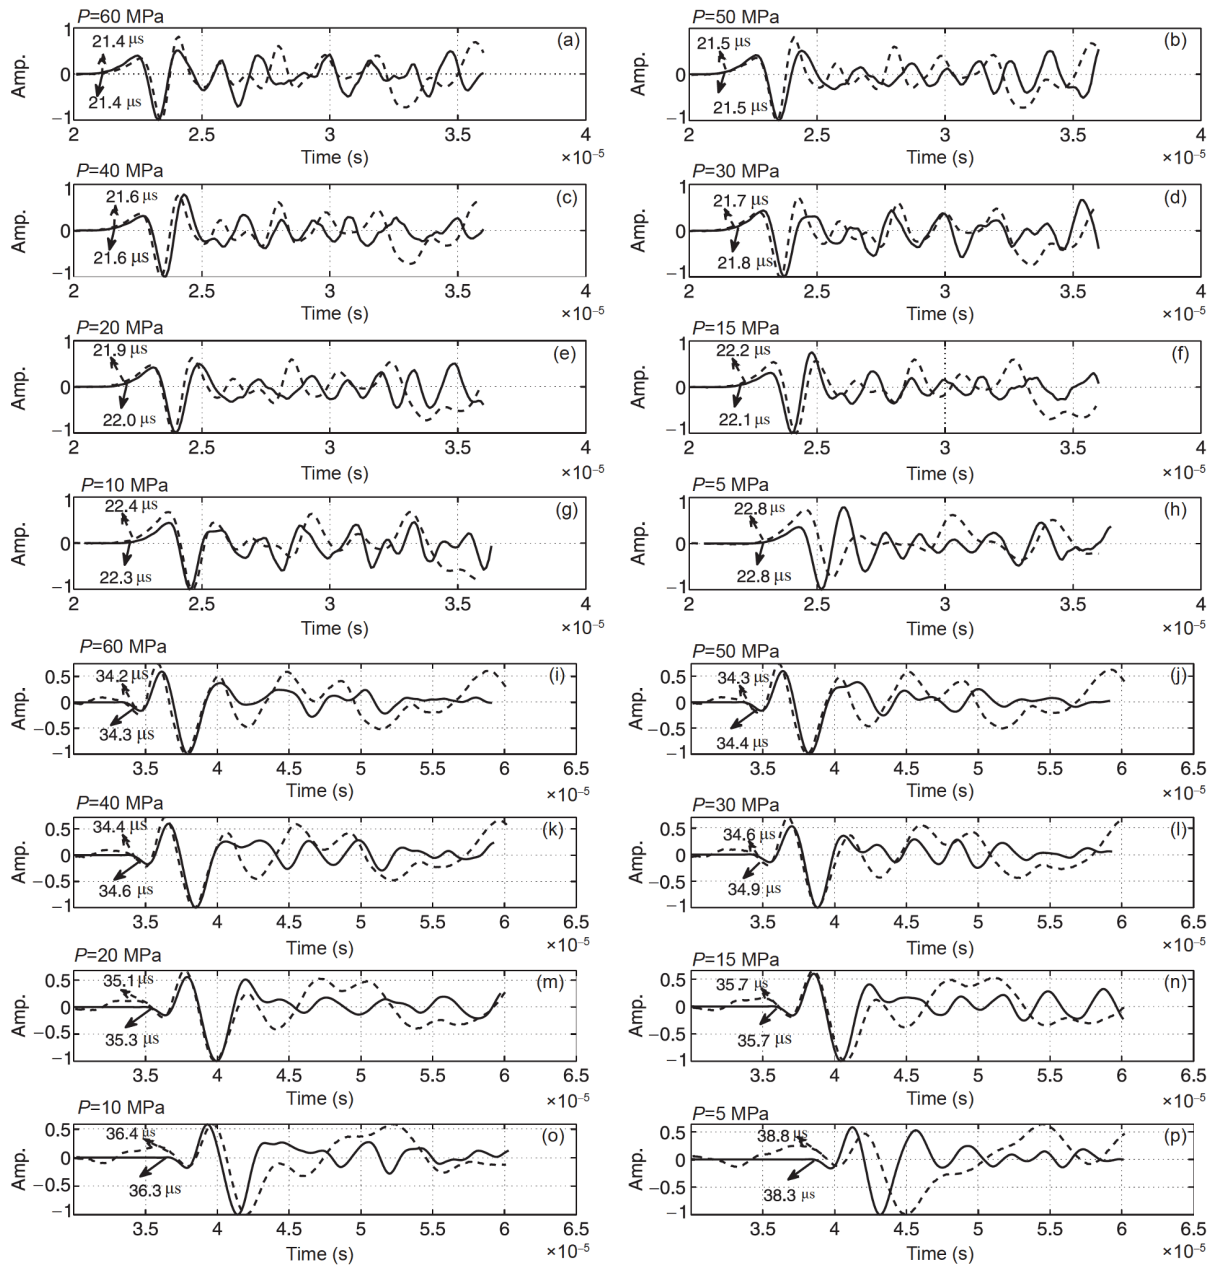 P=60 MPa
1
0
−1
Amp.
21.4 μs
21.4 μs
(a)
2 2.5 3 3.5 4
Time (s)
×10⁻⁵
P=50 MPa
1
0
−1
Amp.
21.5 μs
21.5 μs
(b)
2 2.5 3 3.5 4
Time (s)
×10⁻⁵
P=40 MPa
1
0
−1
Amp.
21.6 μs
21.6 μs
(c)
2 2.5 3 3.5 4
Time (s)
×10⁻⁵
P=30 MPa
1
0
−1
Amp.
21.7 μs
21.8 μs
(d)
2 2.5 3 3.5 4
Time (s)
×10⁻⁵
P=20 MPa
1
0
−1
Amp.
21.9 μs
22.0 μs
(e)
2 2.5 3 3.5 4
Time (s)
×10⁻⁵
P=15 MPa
1
0
−1
Amp.
22.2 μs
22.1 μs
(f)
2 2.5 3 3.5 4
Time (s)
×10⁻⁵
P=10 MPa
1
0
−1
Amp.
22.4 μs
22.3 μs
(g)
2 2.5 3 3.5 4
Time (s)
×10⁻⁵
P=5 MPa
1
0
−1
Amp.
22.8 μs
22.8 μs
(h)
2 2.5 3 3.5 4
Time (s)
×10⁻⁵
P=60 MPa
0.5
0
−0.5
−1
Amp.
34.2 μs
34.3 μs
(i)
3.5 4 4.5 5 5.5 6 6.5
Time (s)
×10⁻⁵
P=50 MPa
0.5
0
−0.5
−1
Amp.
34.3 μs
34.4 μs
(j)
3.5 4 4.5 5 5.5 6 6.5
Time (s)
×10⁻⁵
P=40 MPa
0.5
0
−0.5
−1
Amp.
34.4 μs
34.6 μs
(k)
3.5 4 4.5 5 5.5 6 6.5
Time (s)
×10⁻⁵
P=30 MPa
0.5
0
−0.5
−1
Amp.
34.6 μs
34.9 μs
(l)
3.5 4 4.5 5 5.5 6 6.5
Time (s)
×10⁻⁵
P=20 MPa
0.5
0
−0.5
−1
Amp.
35.1 μs
35.3 μs
(m)
3.5 4 4.5 5 5.5 6 6.5
Time (s)
×10⁻⁵
P=15 MPa
0.5
0
−0.5
−1
Amp.
35.7 μs
35.7 μs
(n)
3.5 4 4.5 5 5.5 6 6.5
Time (s)
×10⁻⁵
P=10 MPa
0.5
0
−0.5
−1
Amp.
36.4 μs
36.3 μs
(o)
3.5 4 4.5 5 5.5 6 6.5
Time (s)
×10⁻⁵
P=5 MPa
0.5
0
−0.5
−1
Amp.
38.8 μs
38.3 μs
(p)
3.5 4 4.5 5 5.5 6 6.5
Time (s)
×10⁻⁵